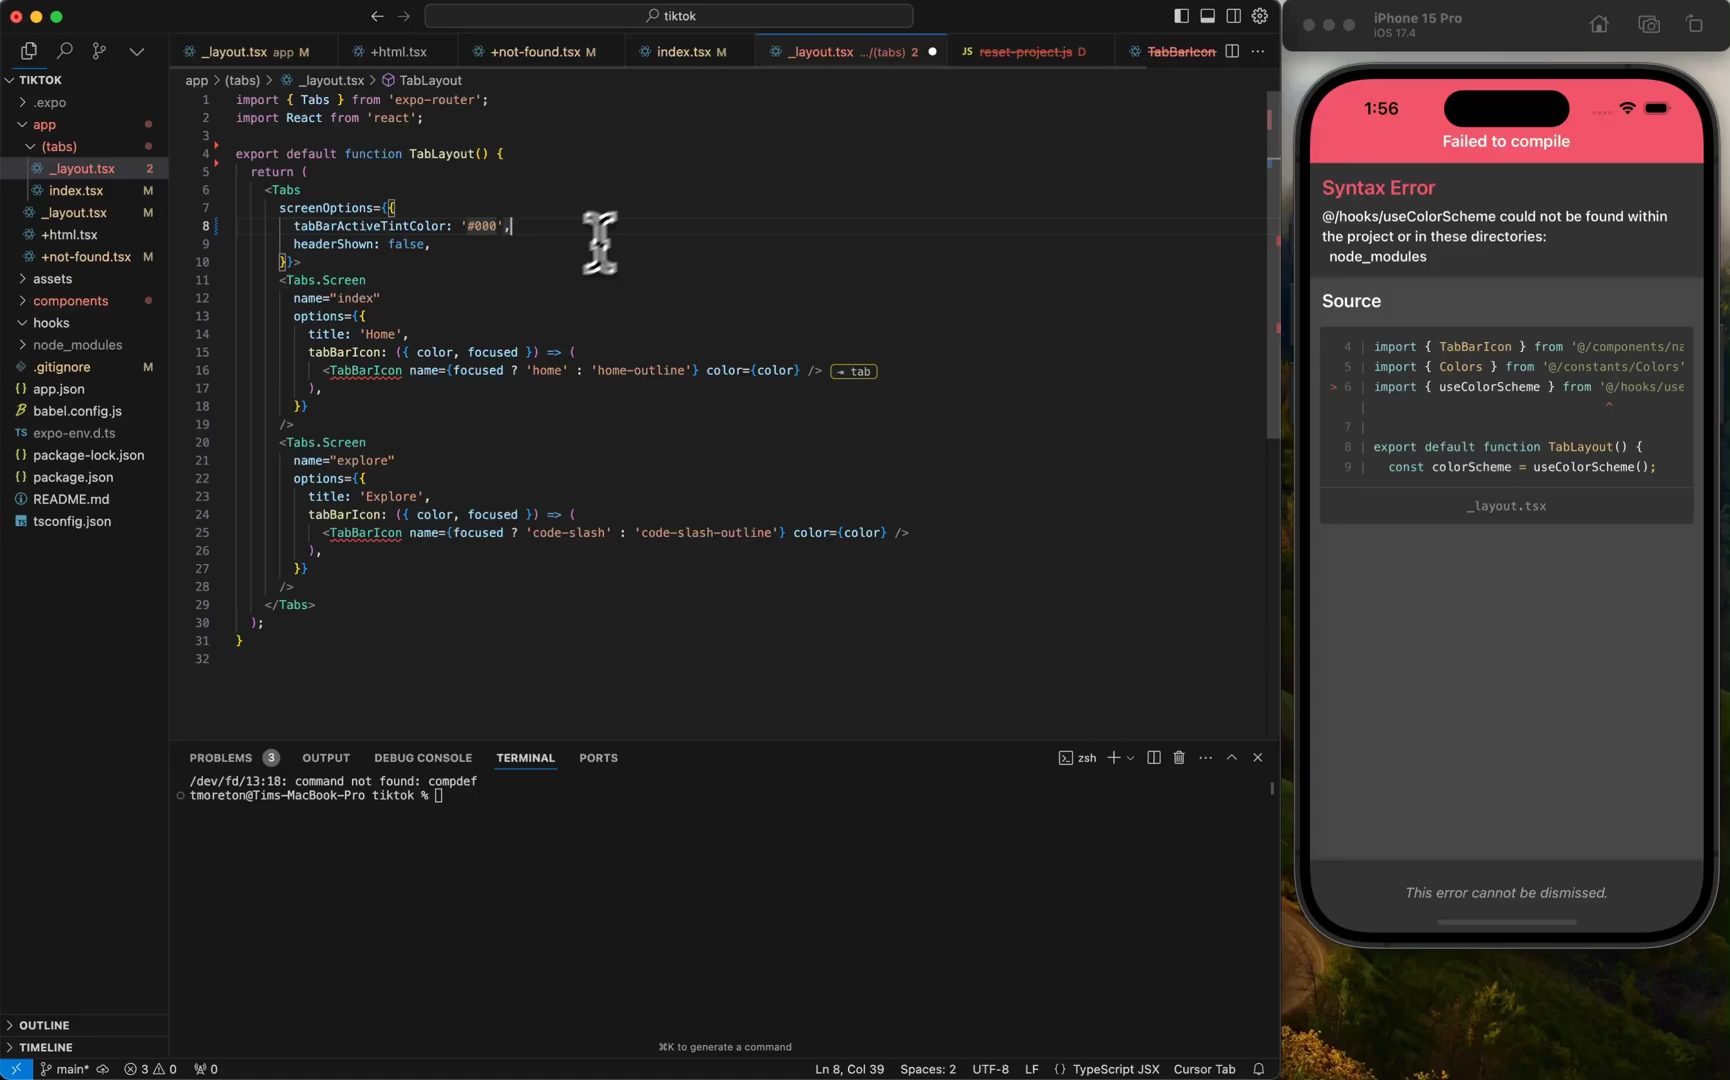 tiktok
_layout.tsx app M
+html.tsx
+not-found.tsx M
index.tsx M
_layout.tsx .../(tabs) 2
JS reset-project.js D
TabBarIcon
TIKTOK
.expo
app
(tabs)
_layout.tsx 2
index.tsx M
_layout.tsx M
+html.tsx
+not-found.tsx M
assets
components
hooks
node_modules
.gitignore M
{} app.json
babel.config.js
TS expo-env.d.ts
{} package-lock.json
{} package.json
README.md
tsconfig.json
OUTLINE
TIMELINE
app > (tabs) > _layout.tsx > TabLayout
1 import { Tabs } from 'expo-router';
2 import React from 'react';
3
4 export default function TabLayout() {
5 return (
6 <Tabs
7 screenOptions={{
8 tabBarActiveTintColor: '#000',
9 headerShown: false,
10 }}>
11 <Tabs.Screen
12 name="index"
13 options={{
14 title: 'Home',
15 tabBarIcon: ({ color, focused }) => (
16 <TabBarIcon name={focused ? 'home' : 'home-outline'} color={color} /> ⇥ tab
17 ),
18 }}
19 />
20 <Tabs.Screen
21 name="explore"
22 options={{
23 title: 'Explore',
24 tabBarIcon: ({ color, focused }) => (
25 <TabBarIcon name={focused ? 'code-slash' : 'code-slash-outline'} color={color} />
26 ),
27 }}
28 />
29 </Tabs>
30 );
31 }
32
PROBLEMS 3 OUTPUT DEBUG CONSOLE TERMINAL PORTS
zsh
/dev/fd/13:18: command not found: compdef
tmoreton@Tims-MacBook-Pro tiktok %
⌘K to generate a command
main* 3 0 0
Ln 8, Col 39 Spaces: 2 UTF-8 LF {} TypeScript JSX Cursor Tab
iPhone 15 Pro
iOS 17.4
1:56
Failed to compile
Syntax Error
@/hooks/useColorScheme could not be found within
the project or in these directories:
node_modules
Source
4 | import { TabBarIcon } from '@/components/na
5 | import { Colors } from '@/constants/Colors'
> 6 | import { useColorScheme } from '@/hooks/use
| ^
7 |
8 | export default function TabLayout() {
9 | const colorScheme = useColorScheme();
_layout.tsx
This error cannot be dismissed.